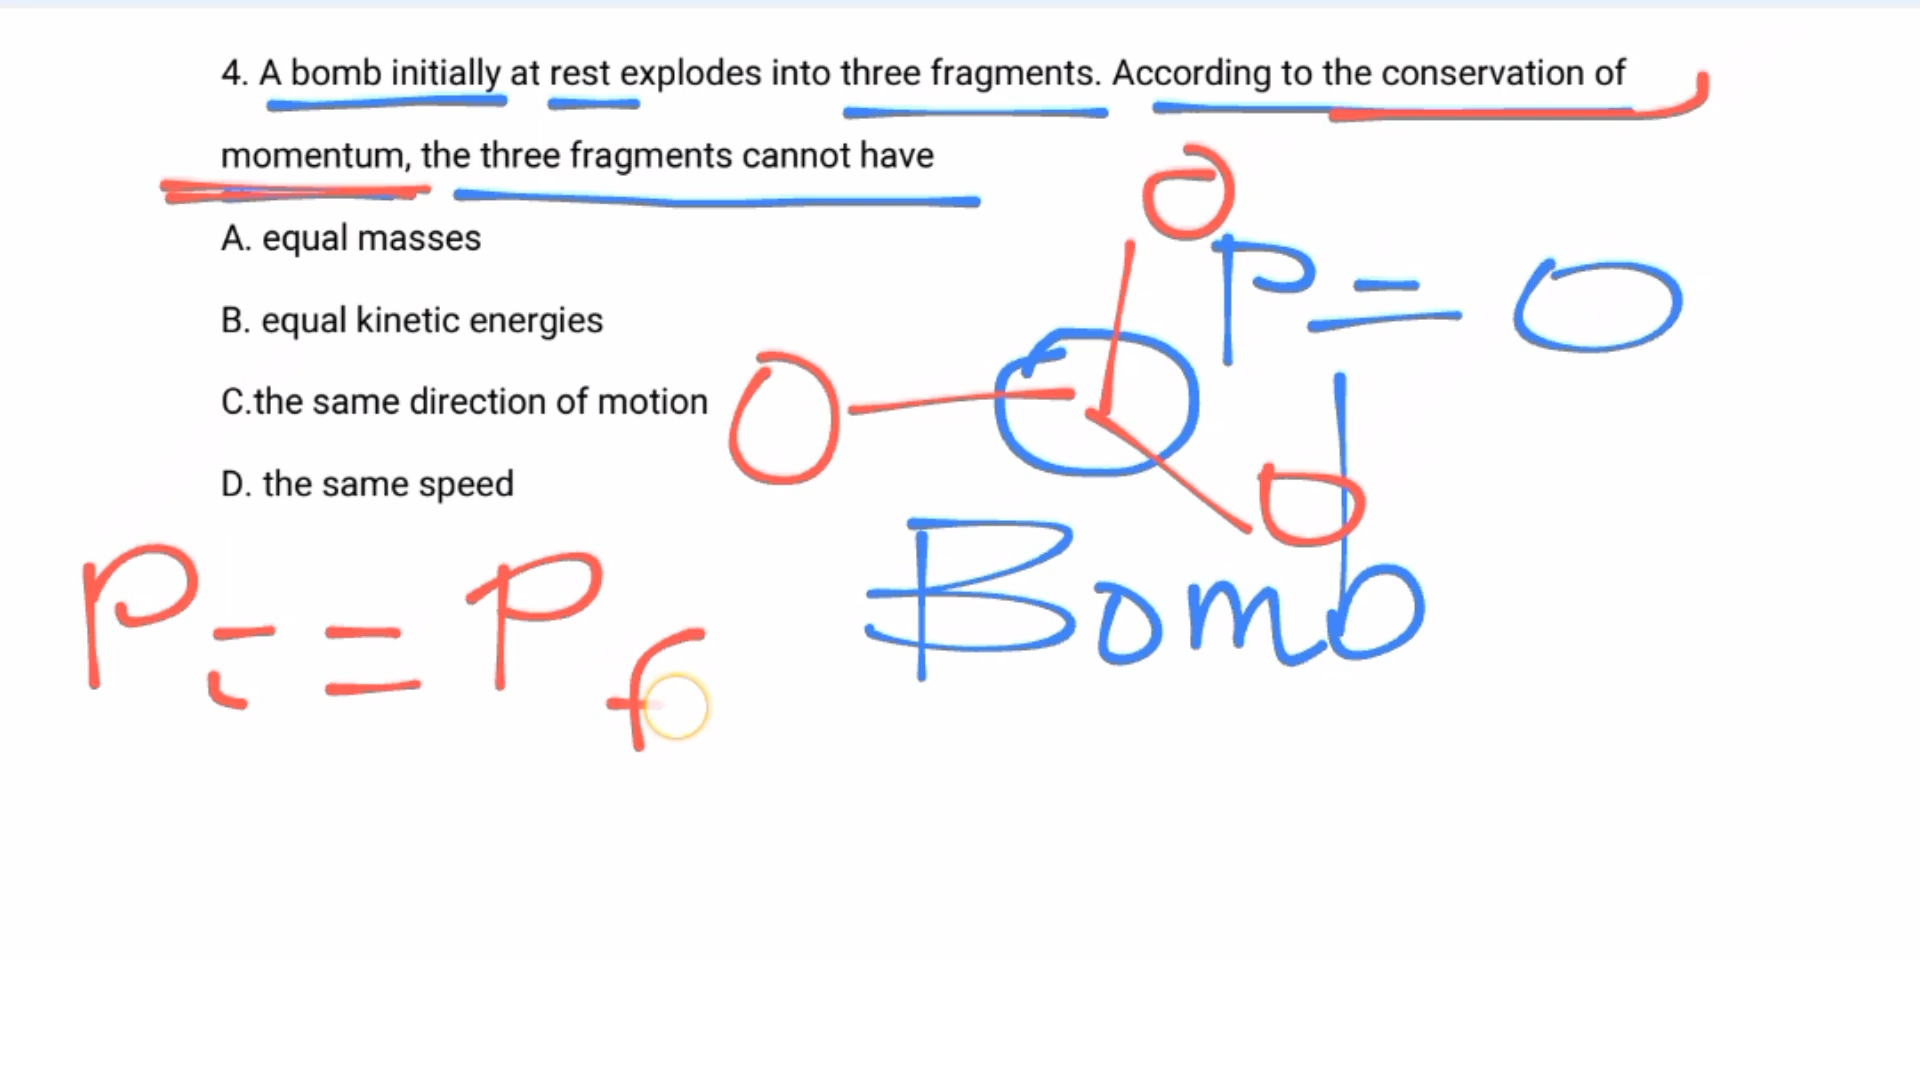 4. A bomb initially at rest explodes into three fragments. According to the conservation of
momentum, the three fragments cannot have
A. equal masses
B. equal kinetic energies
C.the same direction of motion
D. the same speed
P = 0
Bomb
Pi = Pf